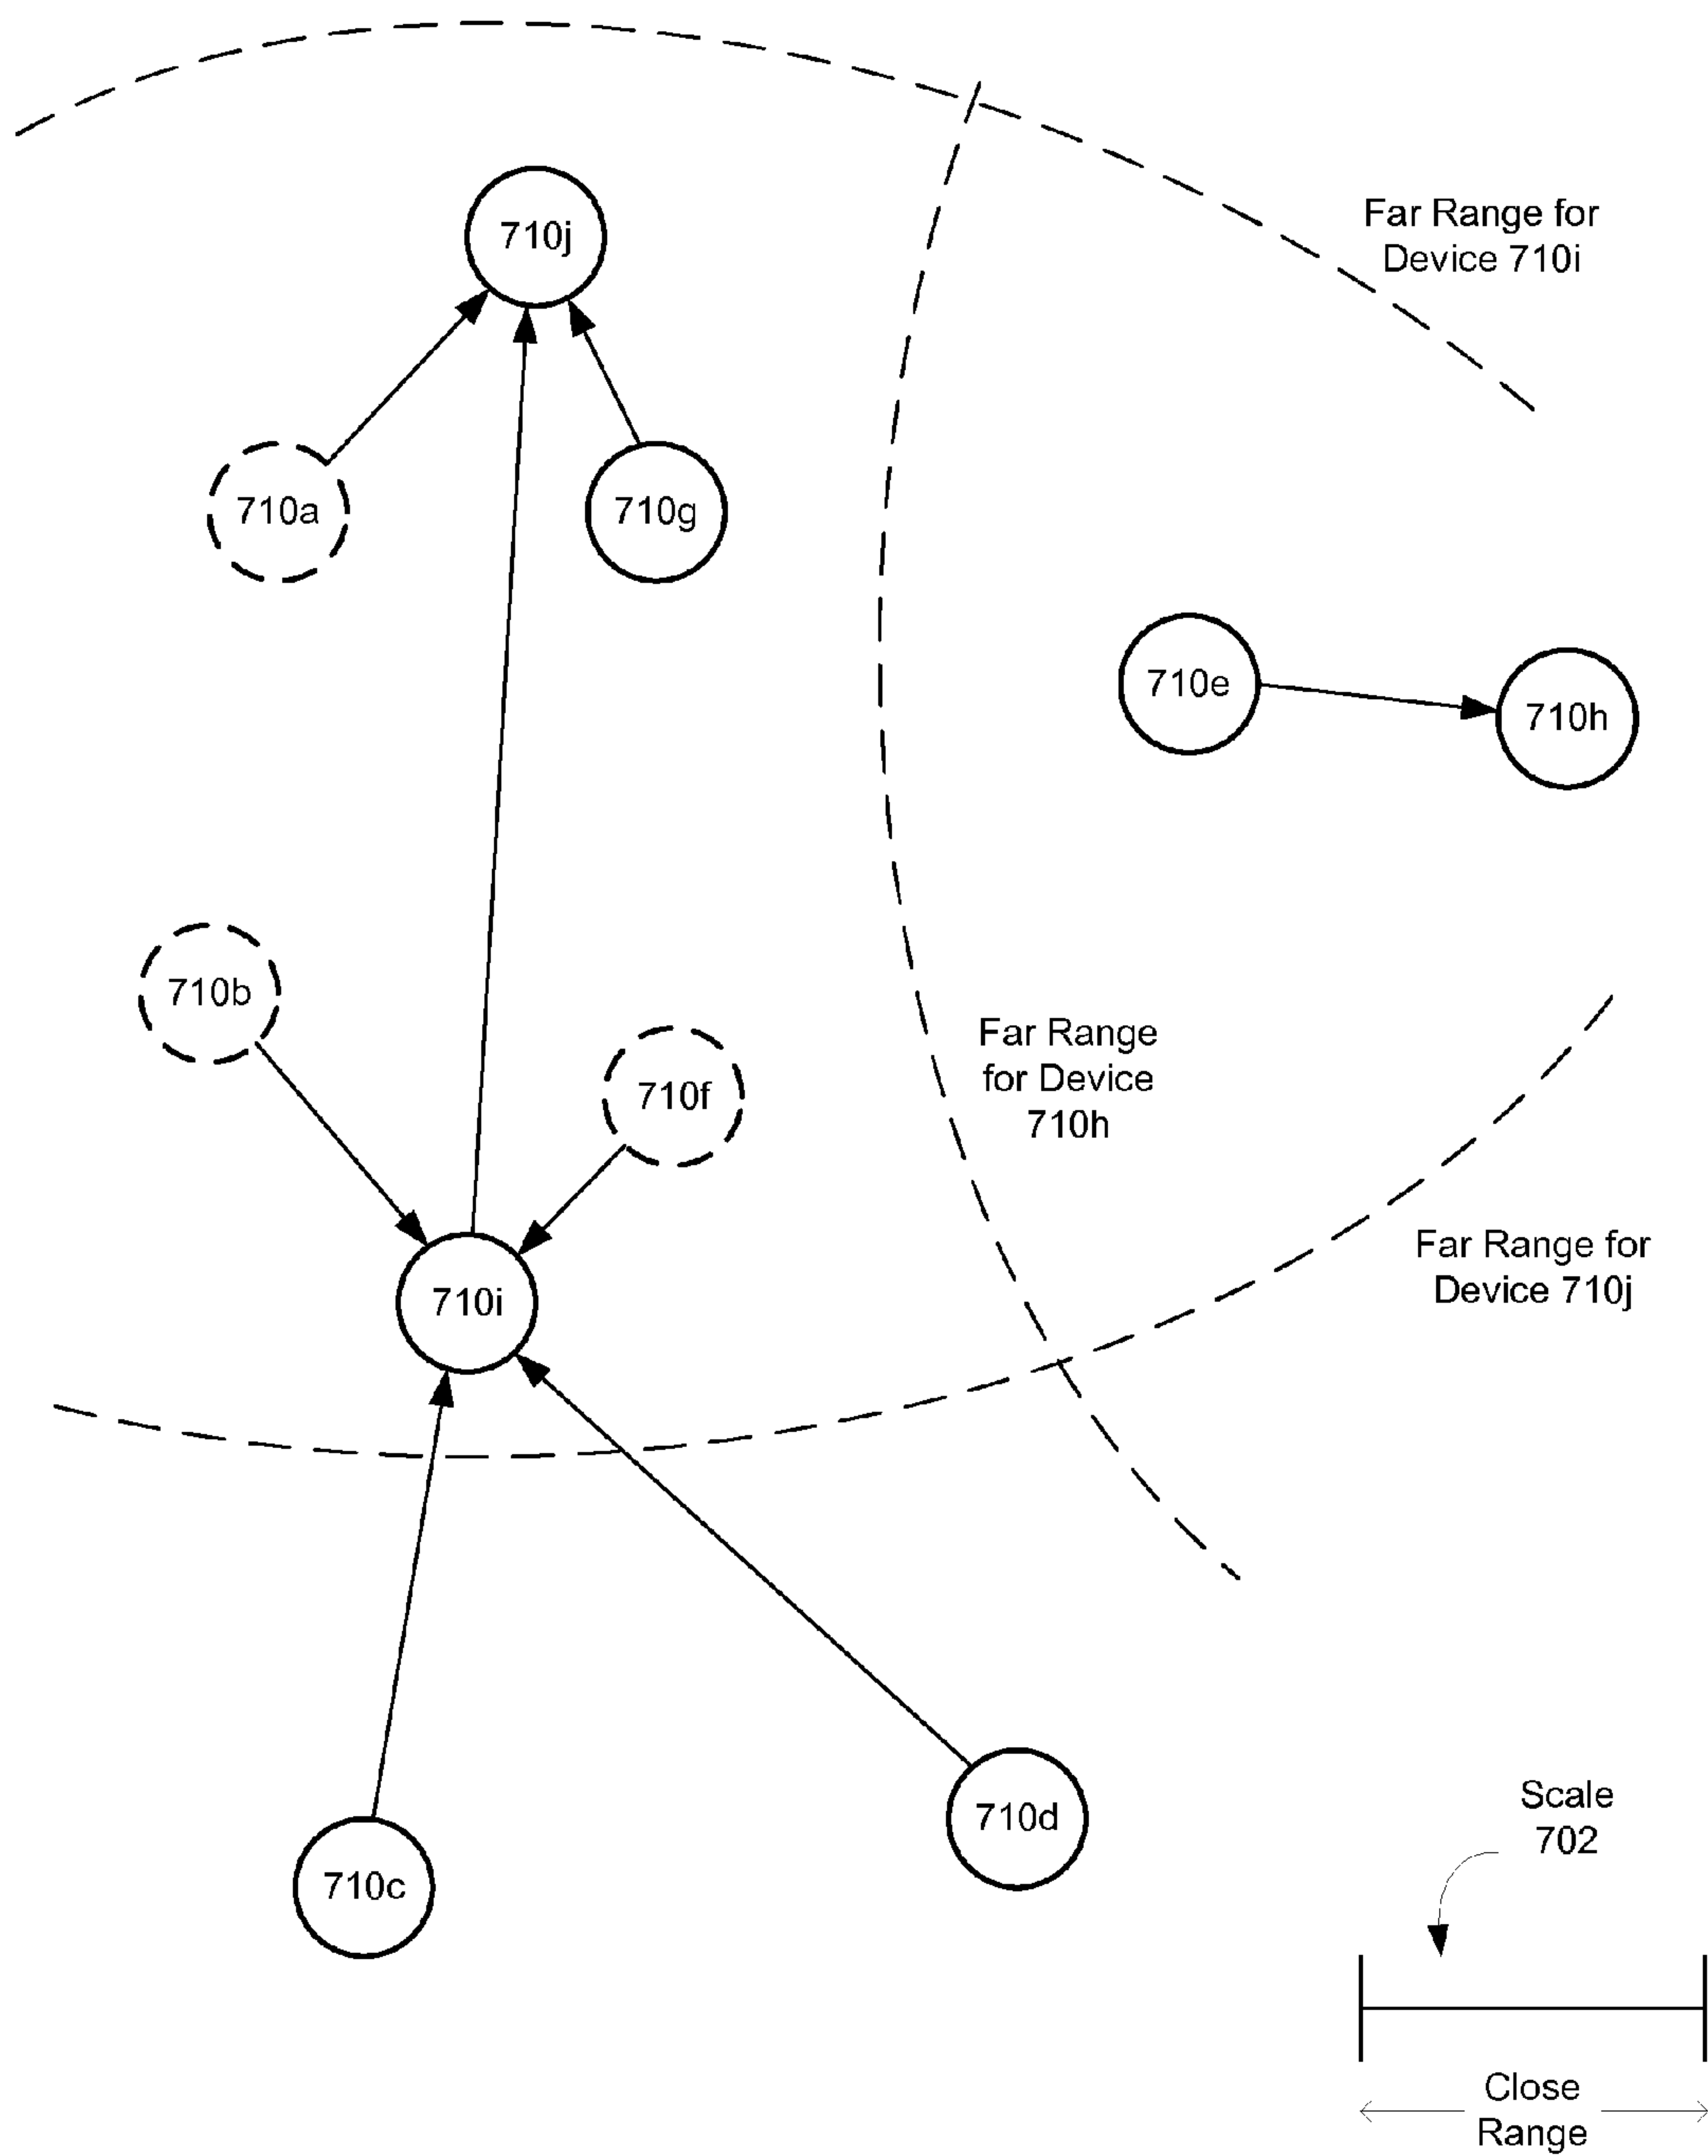 Far Range for
Device 710i
710j
710a
710g
710e
710h
710b
710f
Far Range
for Device
710h
Far Range for
Device 710j
710i
710d
710c
Scale
702
Close
Range